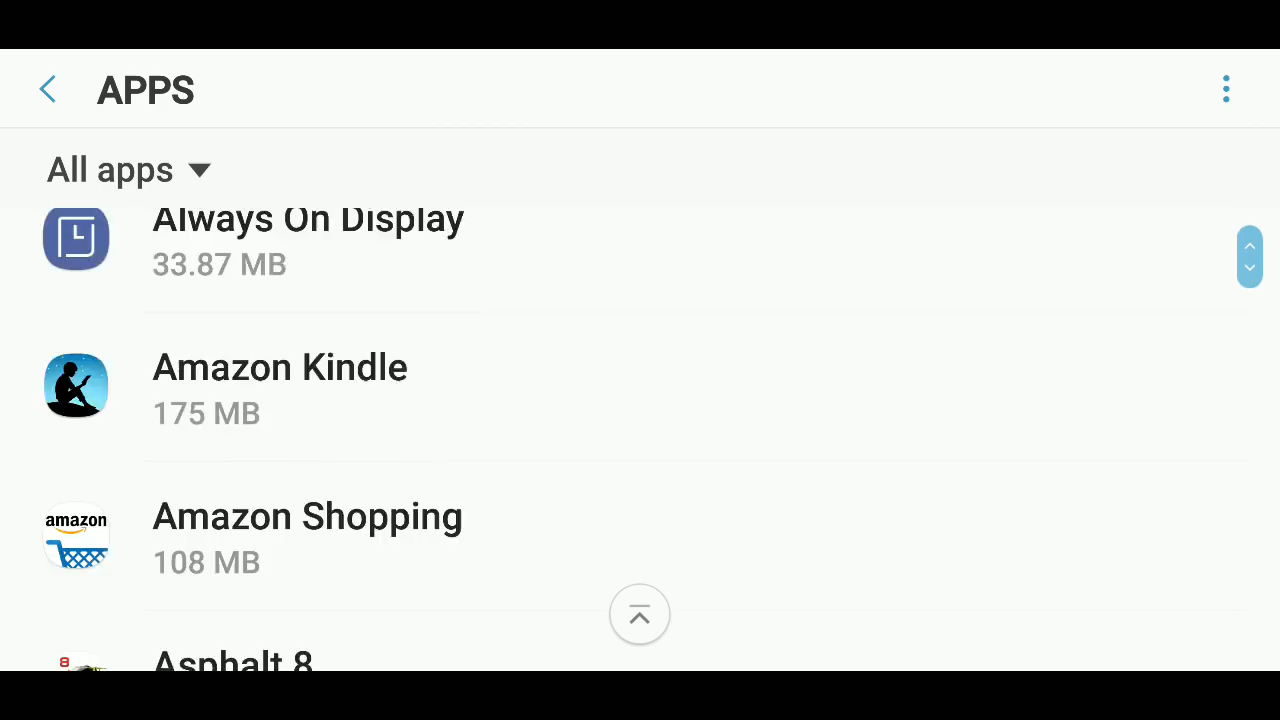 APPS
All apps
Always On Display
33.87 MB
Amazon Kindle
175 MB
amazon
Amazon Shopping
108 MB
8
Asphalt 8